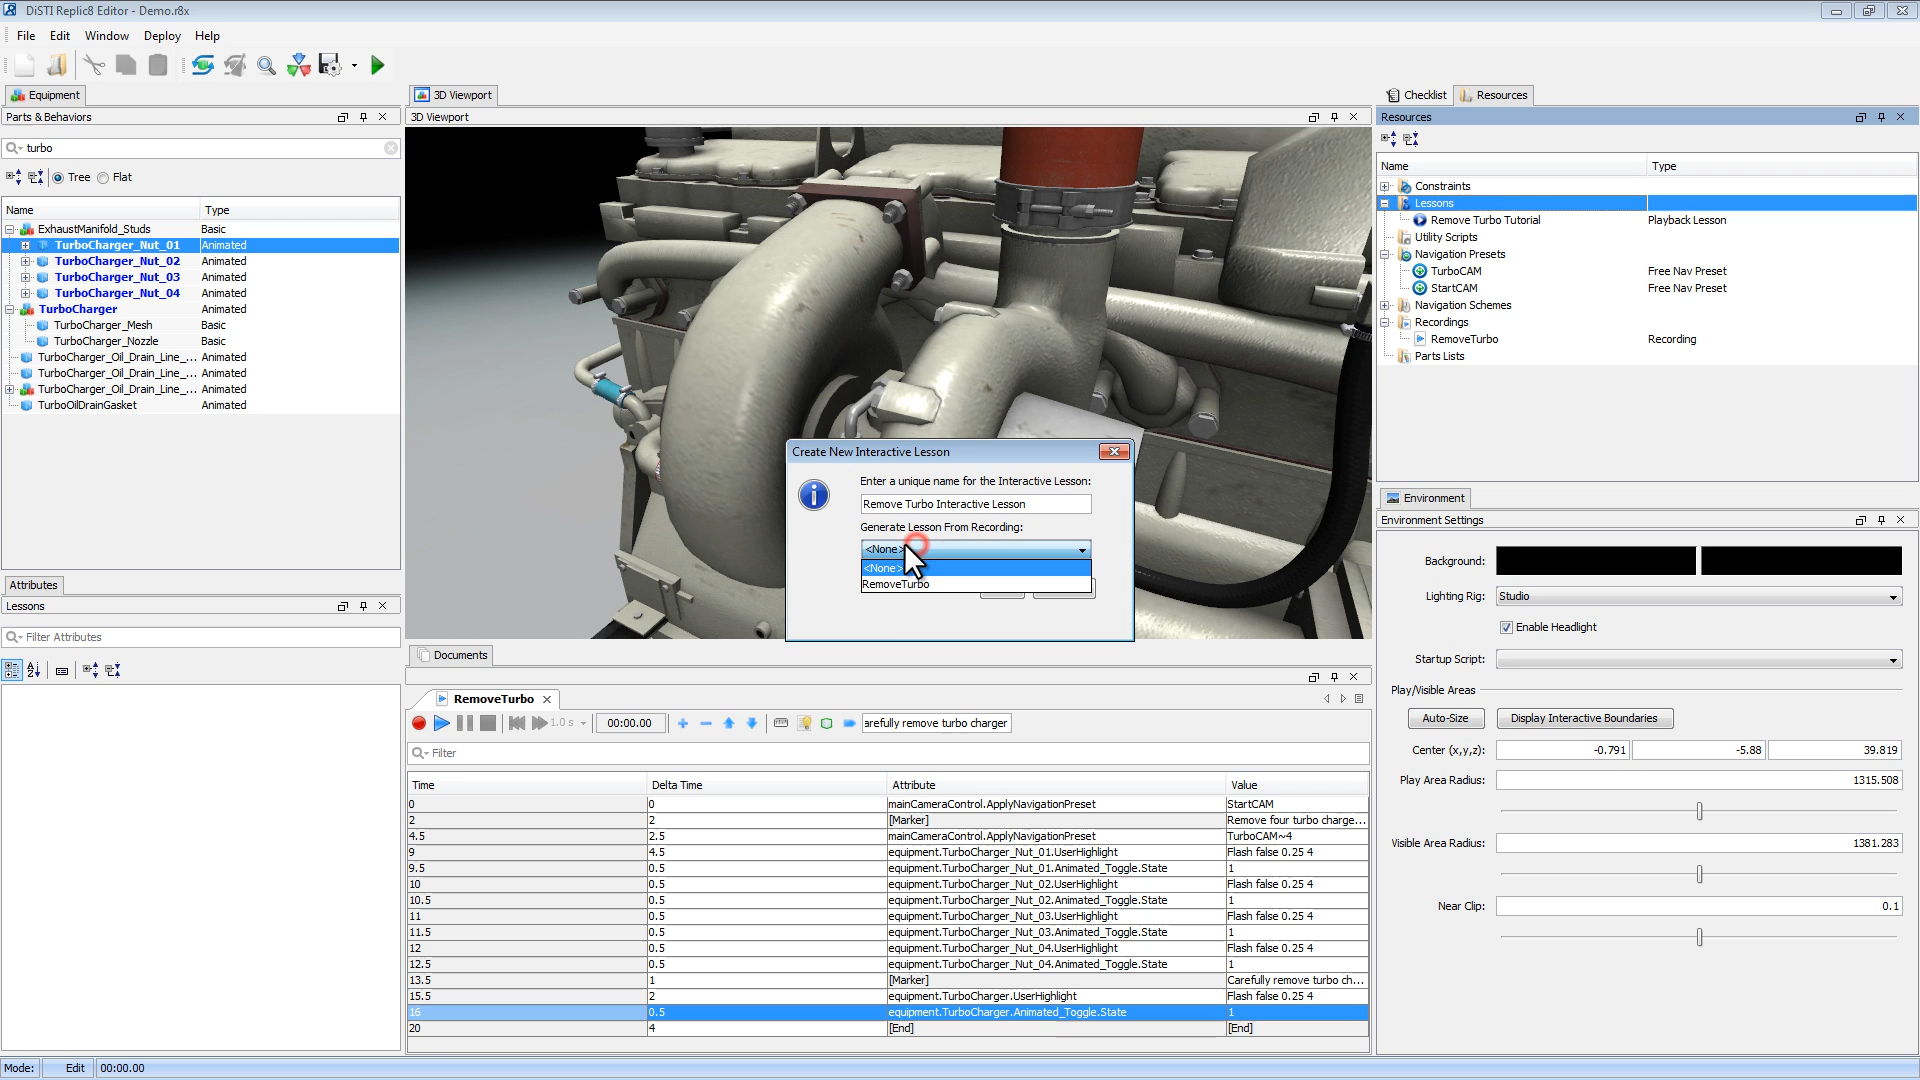 DiSTI Replic8 Editor - Demo.r8x
File Edit Window Deploy Help
Equipment
Parts & Behaviors
turbo
Tree Flat
Name Type
ExhaustManifold_Studs Basic
TurboCharger_Nut_01 Animated
TurboCharger_Nut_02 Animated
TurboCharger_Nut_03 Animated
TurboCharger_Nut_04 Animated
TurboCharger Animated
TurboCharger_Mesh Basic
TurboCharger_Nozzle Basic
TurboCharger_Oil_Drain_Line_... Animated
TurboCharger_Oil_Drain_Line_... Animated
TurboCharger_Oil_Drain_Line_... Animated
TurboOilDrainGasket Animated
Attributes
Lessons
Filter Attributes
3D Viewport
3D Viewport
Create New Interactive Lesson
Enter a unique name for the Interactive Lesson:
Remove Turbo Interactive Lesson
Generate Lesson From Recording:
<None>
<None>
RemoveTurbo
Documents
RemoveTurbo
1.0 s 00:00.00 arefully remove turbo charger
Filter
Time Delta Time Attribute Value
0 0 mainCameraControl.ApplyNavigationPreset StartCAM
2 2 [Marker] Remove four turbo charge...
4.5 2.5 mainCameraControl.ApplyNavigationPreset TurboCAM~4
9 4.5 equipment.TurboCharger_Nut_01.UserHighlight Flash false 0.25 4
9.5 0.5 equipment.TurboCharger_Nut_01.Animated_Toggle.State 1
10 0.5 equipment.TurboCharger_Nut_02.UserHighlight Flash false 0.25 4
10.5 0.5 equipment.TurboCharger_Nut_02.Animated_Toggle.State 1
11 0.5 equipment.TurboCharger_Nut_03.UserHighlight Flash false 0.25 4
11.5 0.5 equipment.TurboCharger_Nut_03.Animated_Toggle.State 1
12 0.5 equipment.TurboCharger_Nut_04.UserHighlight Flash false 0.25 4
12.5 0.5 equipment.TurboCharger_Nut_04.Animated_Toggle.State 1
13.5 1 [Marker] Carefully remove turbo ch...
15.5 2 equipment.TurboCharger.UserHighlight Flash false 0.25 4
16 0.5 equipment.TurboCharger.Animated_Toggle.State 1
20 4 [End] [End]
Checklist Resources
Resources
Name Type
Constraints
Lessons
Remove Turbo Tutorial Playback Lesson
Utility Scripts
Navigation Presets
TurboCAM Free Nav Preset
StartCAM Free Nav Preset
Navigation Schemes
Recordings
RemoveTurbo Recording
Parts Lists
Environment
Environment Settings
Background:
Lighting Rig: Studio
Enable Headlight
Startup Script:
Play/Visible Areas
Auto-Size Display Interactive Boundaries
Center (x,y,z): -0.791 -5.88 39.819
Play Area Radius: 1315.508
Visible Area Radius: 1381.283
Near Clip: 0.1
Mode: Edit 00:00.00